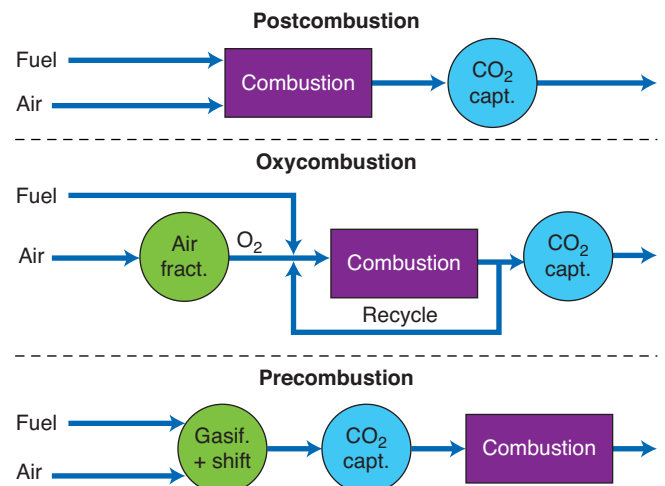 Postcombustion
Fuel
Air
Combustion
CO₂
capt.
Oxycombustion
Fuel
Air
Air
fract.
O₂
Combustion
CO₂
capt.
Recycle
Precombustion
Fuel
Air
Gasif.
+ shift
CO₂
capt.
Combustion